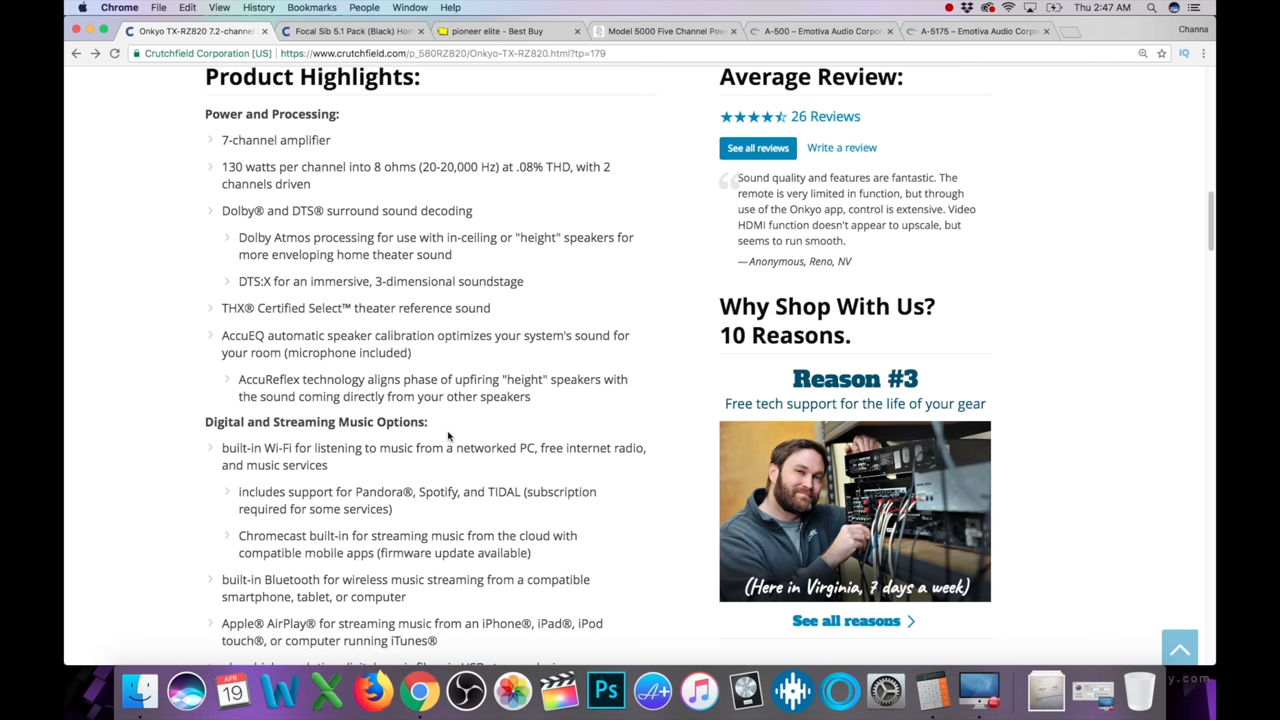 Chrome File Edit View History Bookmarks People Window Help Thu 2:47 AM
Onkyo TX-RZ820 7.2-channel Focal Sib 5.1 Pack (Black) Hom pioneer elite - Best Buy Model 5000 Five Channel Pow A-500 – Emotiva Audio Corpo A-5175 – Emotiva Audio Corpo Channa
Crutchfield Corporation [US] https://www.crutchfield.com/p_580RZ820/Onkyo-TX-RZ820.html?tp=179
Product Highlights:
Power and Processing:
7-channel amplifier
130 watts per channel into 8 ohms (20-20,000 Hz) at .08% THD, with 2
channels driven
Dolby® and DTS® surround sound decoding
Dolby Atmos processing for use with in-ceiling or "height" speakers for
more enveloping home theater sound
DTS:X for an immersive, 3-dimensional soundstage
THX® Certified Select™ theater reference sound
AccuEQ automatic speaker calibration optimizes your system's sound for
your room (microphone included)
AccuReflex technology aligns phase of upfiring "height" speakers with
the sound coming directly from your other speakers
Digital and Streaming Music Options:
built-in Wi-Fi for listening to music from a networked PC, free internet radio,
and music services
includes support for Pandora®, Spotify, and TIDAL (subscription
required for some services)
Chromecast built-in for streaming music from the cloud with
compatible mobile apps (firmware update available)
built-in Bluetooth for wireless music streaming from a compatible
smartphone, tablet, or computer
Apple® AirPlay® for streaming music from an iPhone®, iPad®, iPod
touch®, or computer running iTunes®
Average Review:
26 Reviews
See all reviews Write a review
Sound quality and features are fantastic. The
remote is very limited in function, but through
use of the Onkyo app, control is extensive. Video
HDMI function doesn't appear to upscale, but
seems to run smooth.
— Anonymous, Reno, NV
Why Shop With Us?
10 Reasons.
Reason #3
Free tech support for the life of your gear
(Here in Virginia, 7 days a week)
See all reasons
APR
19
Ps